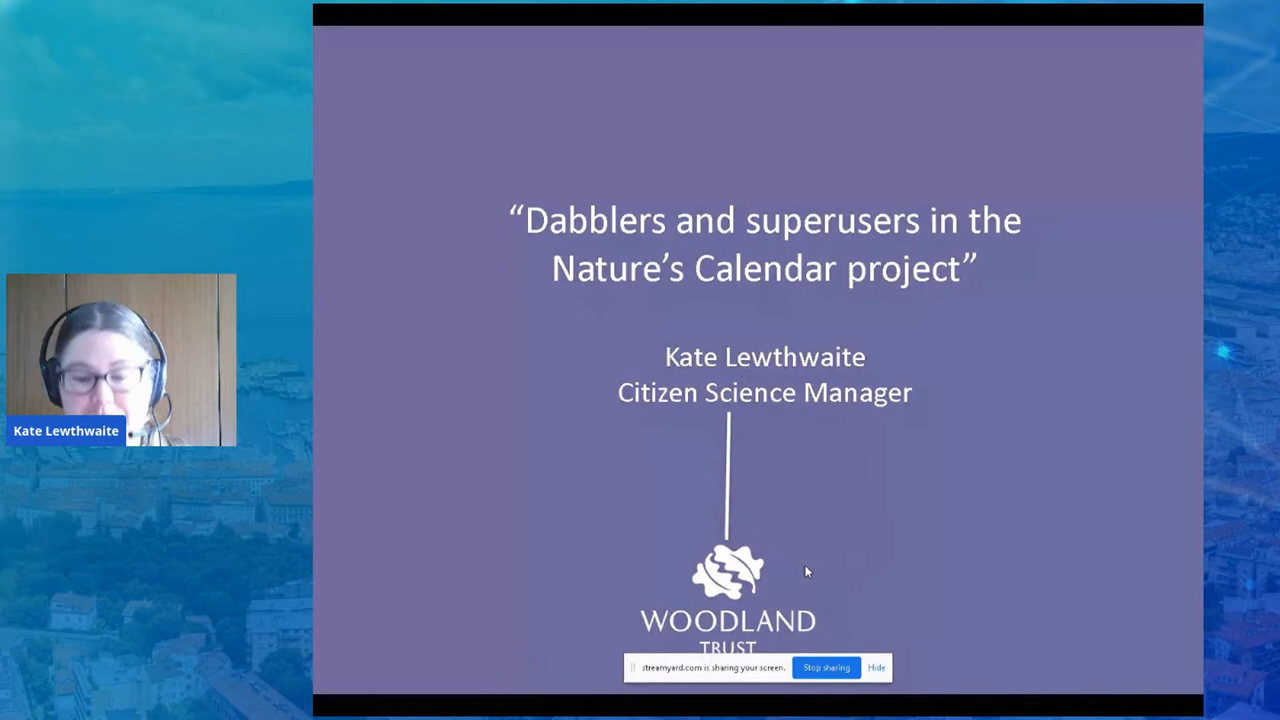 “Dabblers and superusers in the
Nature’s Calendar project”
Kate Lewthwaite
Citizen Science Manager
WOODLAND
TRUST
streamyard.com is sharing your screen.
Stop sharing
Hide
Kate Lewthwaite